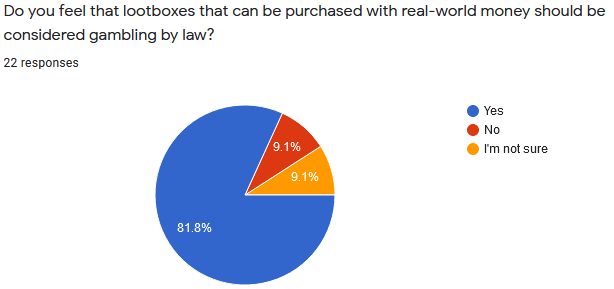 Do you feel that lootboxes that can be purchased with real-world money should be
considered gambling by law?
22 responses
Yes
No
I'm not sure
9.1%
9.1%
81.8%